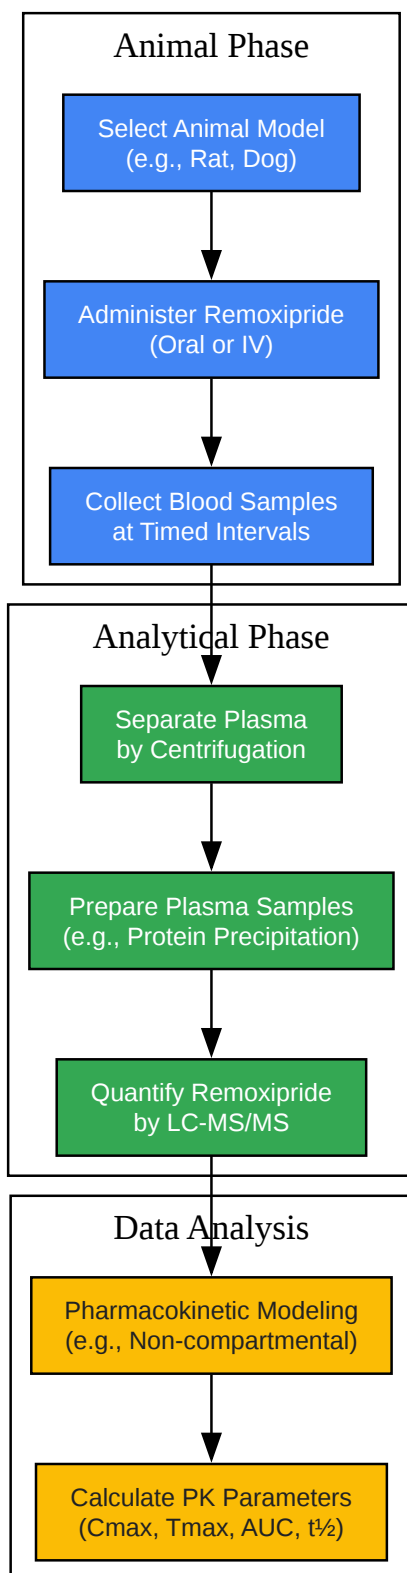 Animal Phase
Select Animal Model
(e.g., Rat, Dog)
Administer Remoxipride
(Oral or IV)
Collect Blood Samples
at Timed Intervals
Analytical Phase
Separate Plasma
by Centrifugation
Prepare Plasma Samples
(e.g., Protein Precipitation)
Quantify Remoxipride
by LC-MS/MS
Data Analysis
Pharmacokinetic Modeling
(e.g., Non-compartmental)
Calculate PK Parameters
(Cmax, Tmax, AUC, t½)